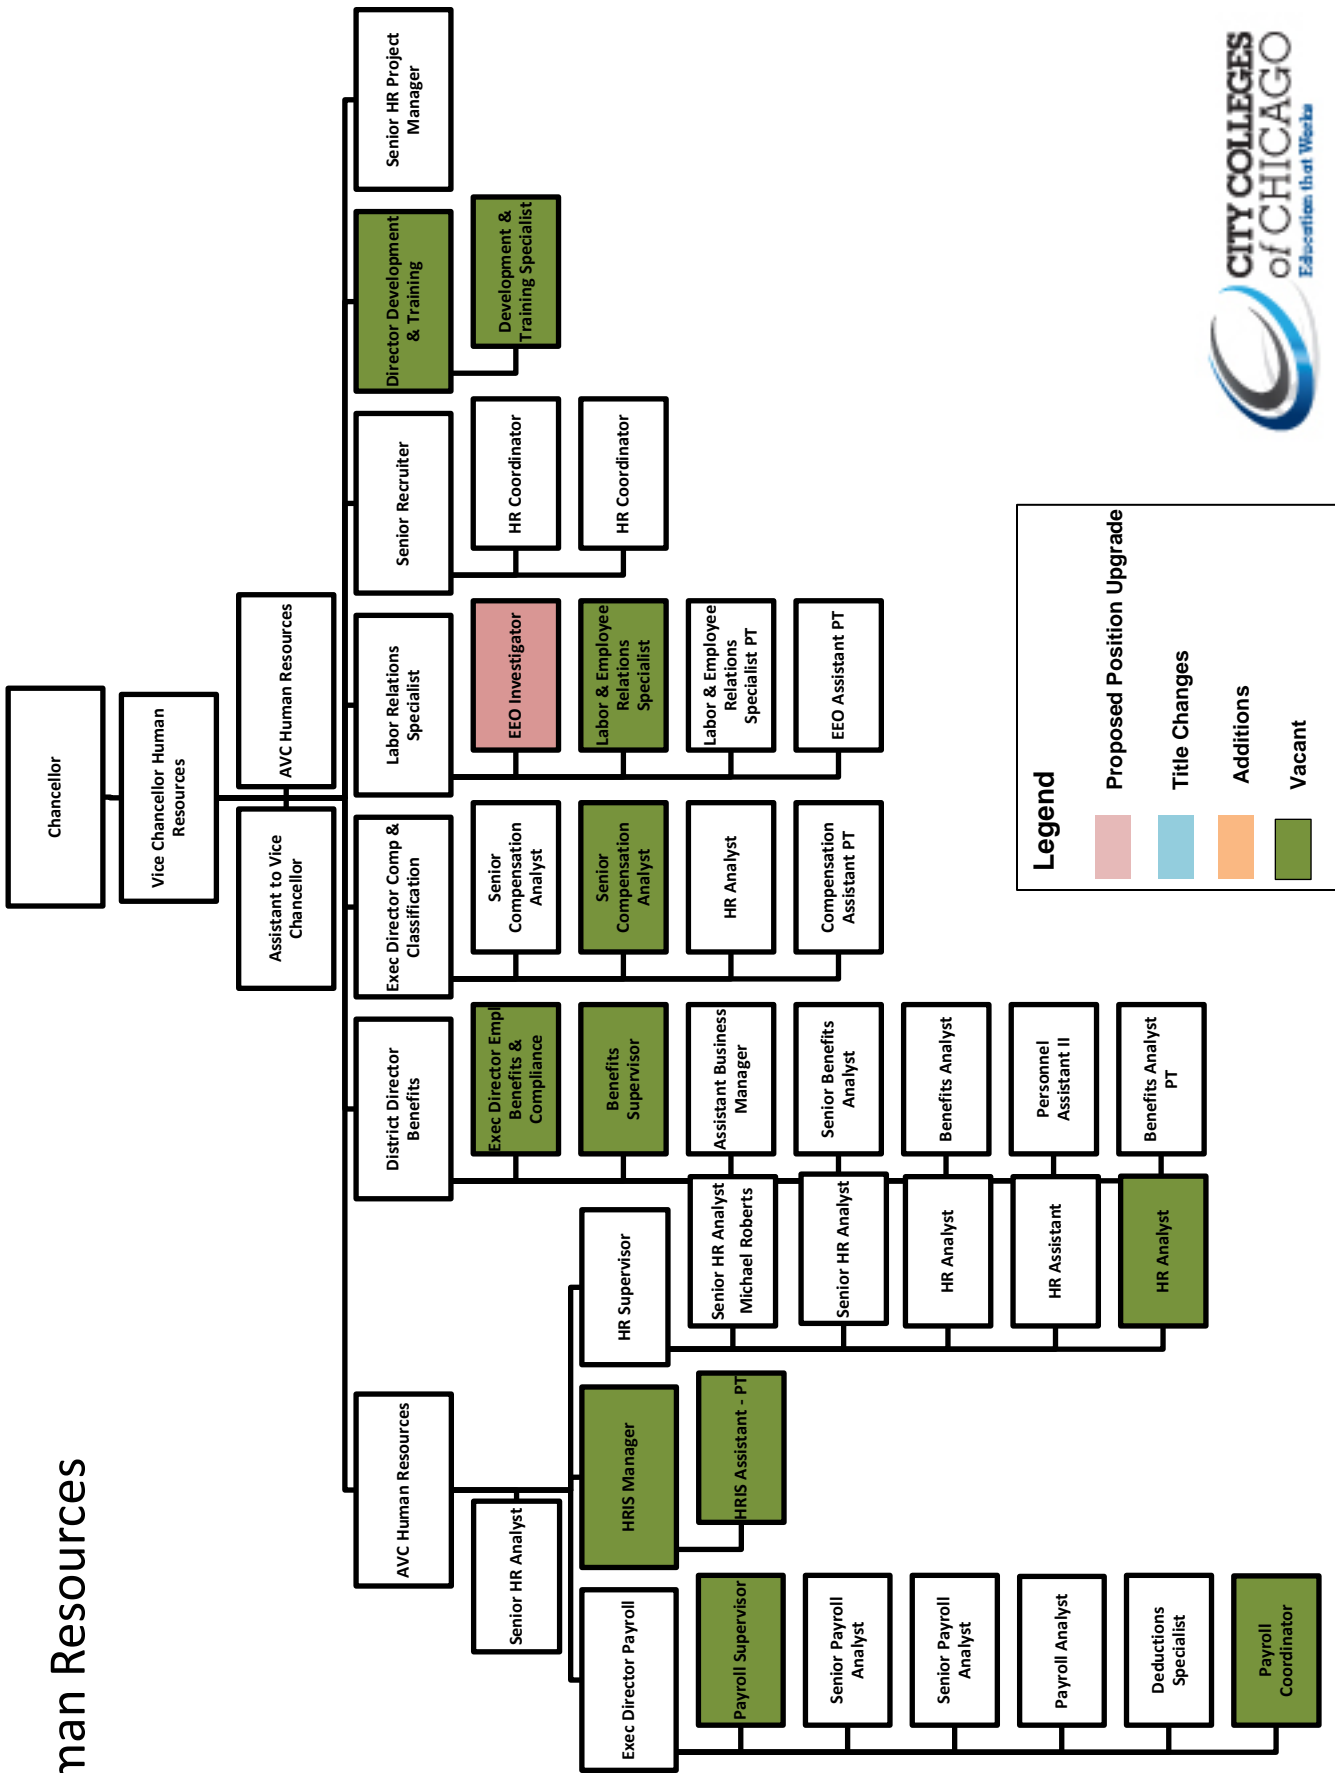 man Resources
Chancellor
Vice Chancellor Human
Resources
Assistant to Vice
Chancellor
AVC Human Resources
AVC Human Resources
District Director
Benefits
Exec Director Comp &
Classification
Labor Relations
Specialist
Senior Recruiter
Director Development
& Training
Senior HR Project
Manager
Senior HR Analyst
Exec Director Payroll
HRIS Manager
HR Supervisor
Payroll Supervisor
Senior Payroll
Analyst
Senior Payroll
Analyst
Payroll Analyst
Deductions
Specialist
Payroll
Coordinator
HRIS Assistant - PT
Senior HR Analyst
Michael Roberts
Senior HR Analyst
HR Analyst
HR Assistant
HR Analyst
Exec Director Empl
Benefits &
Compliance
Benefits
Supervisor
Assistant Business
Manager
Senior Benefits
Analyst
Benefits Analyst
Personnel
Assistant II
Benefits Analyst
PT
Senior
Compensation
Analyst
Senior
Compensation
Analyst
HR Analyst
Compensation
Assistant PT
EEO Investigator
Labor & Employee
Relations
Specialist
Labor & Employee
Relations
Specialist PT
EEO Assistant PT
HR Coordinator
HR Coordinator
Development &
Training Specialist
Legend
Proposed Position Upgrade
Title Changes
Additions
Vacant
CITY COLLEGES
of CHICAGO
Education that Works